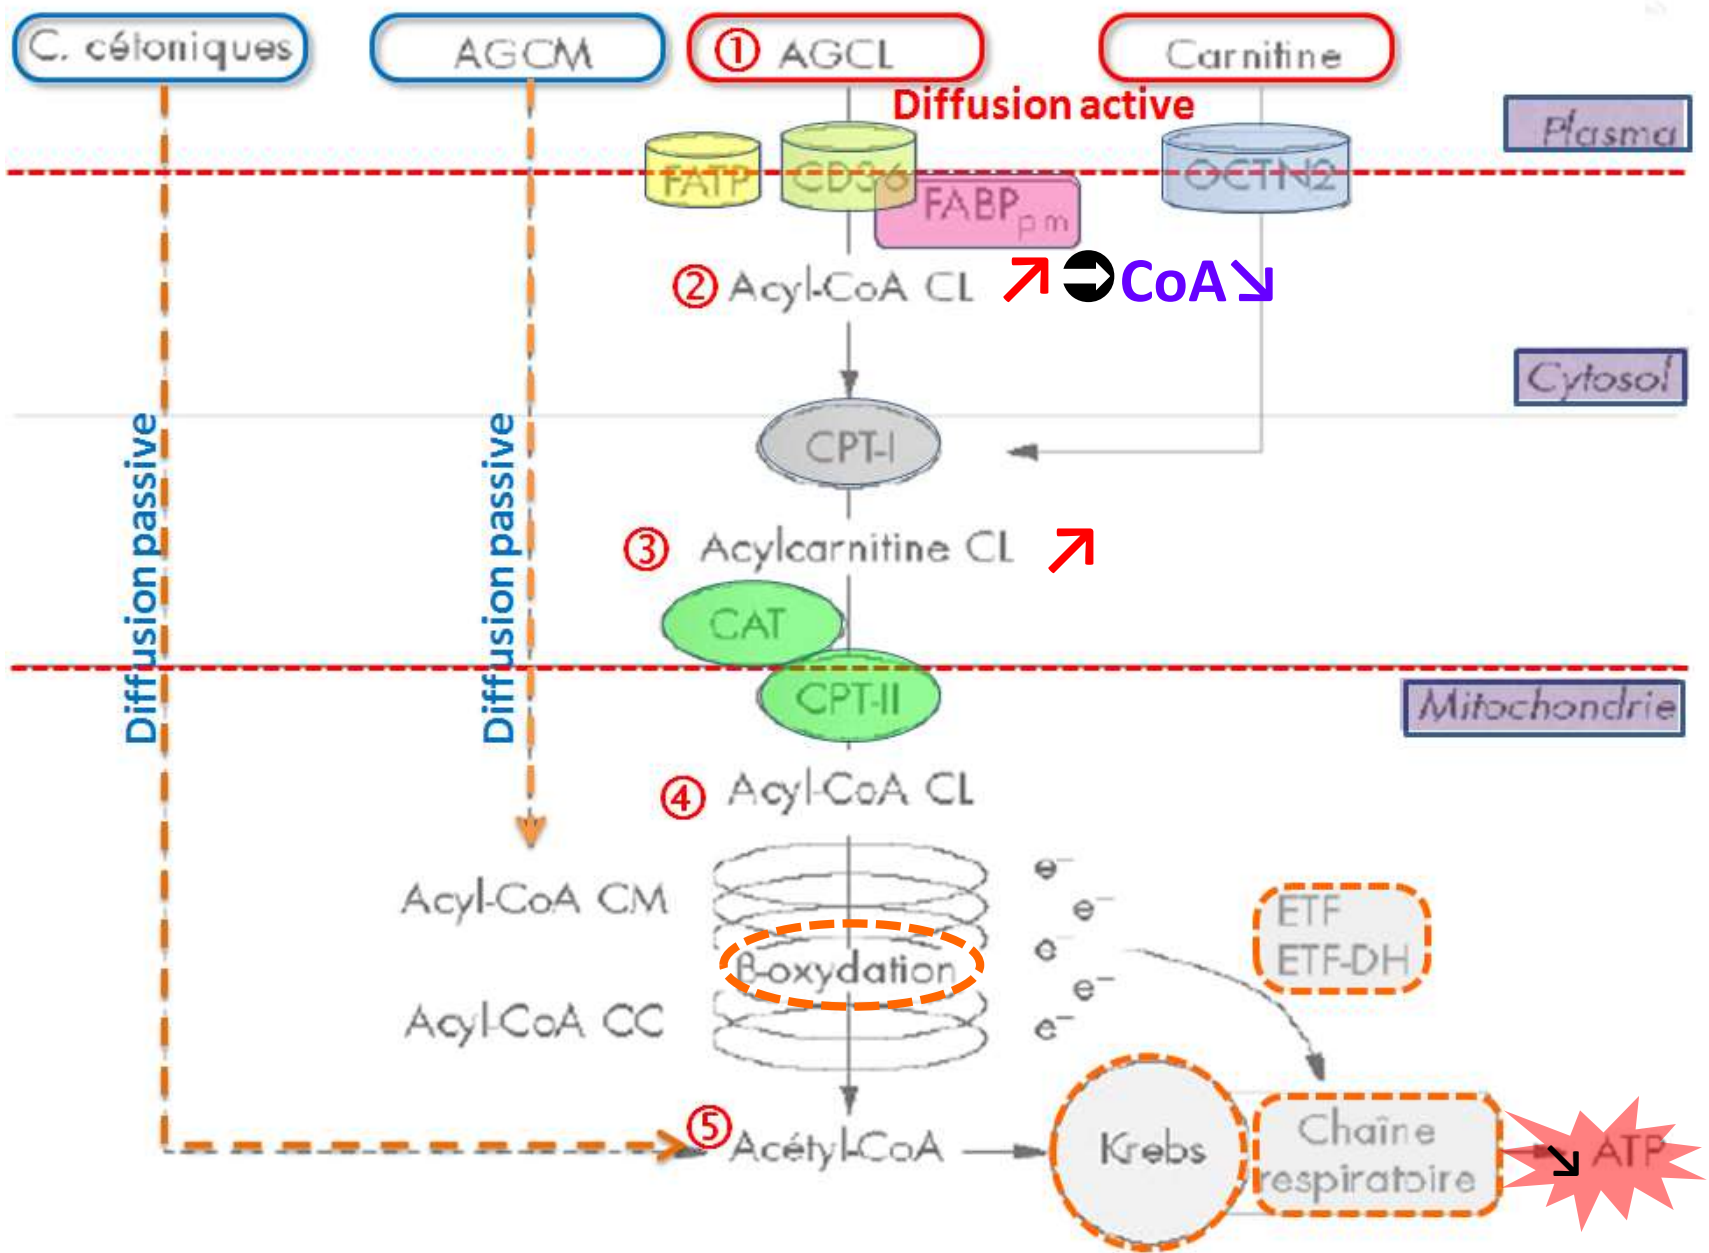 C. cétoniques
AGCM
① AGCL
Carnitine
Diffusion active
Plasma
FATP
CD36
FABP pm
OCTN2
② Acyl-CoA CL ↗ ➲ CoA ↘
Cytosol
CPT-I
Diffusion passive
Diffusion passive
③ Acylcarnitine CL ↗
CAT
CPT-II
Mitochondrie
④ Acyl-CoA CL
e⁻
Acyl-CoA CM
e⁻
ETF
ETF-DH
e⁻
β-oxydation
e⁻
Acyl-CoA CC
e⁻
⑤ Acétyl-CoA
Krebs
Chaîne
respiratoire
↘ ATP